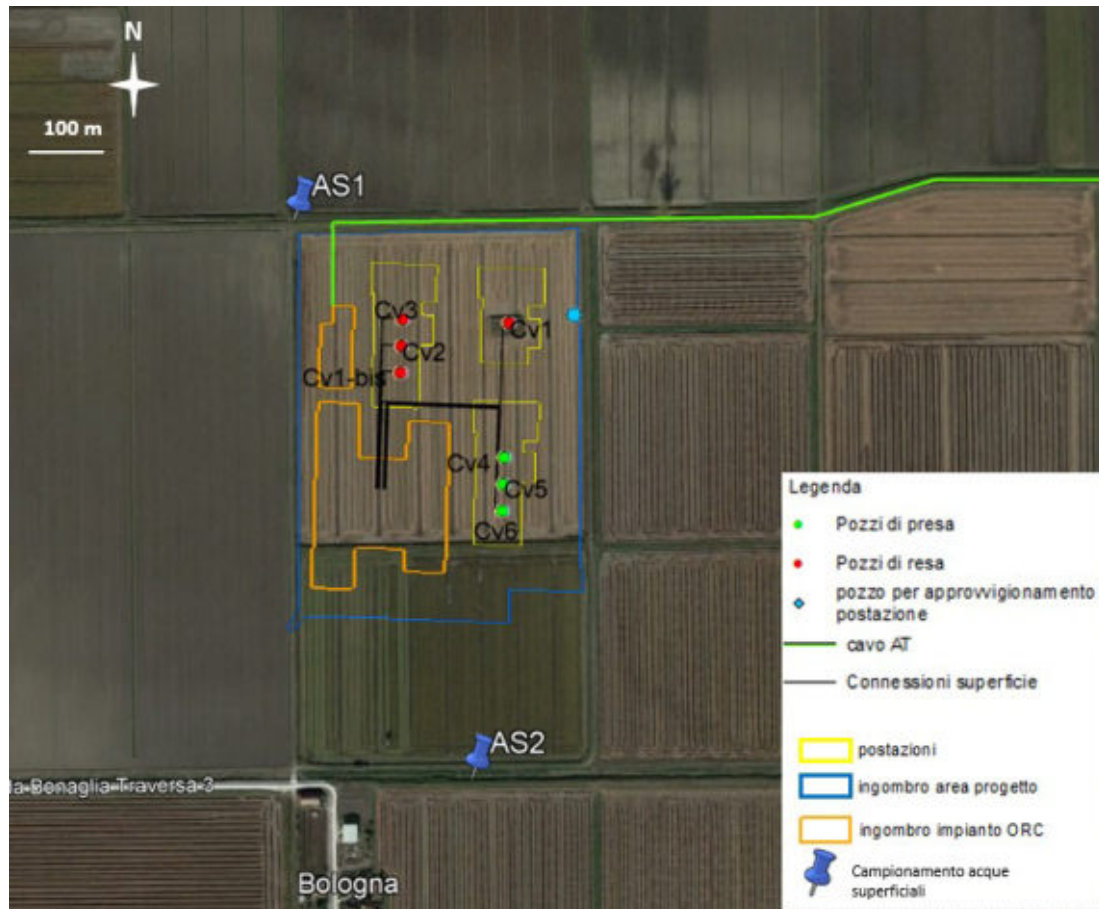 N
100 m
AS1
Cv3
Cv1
Cv2
Cv1-bis
Cv4
Cv5
Cv6
Legenda
Pozzi di presa
Pozzi di resa
pozzo per approvvigionamento
postazione
cavo AT
Connessioni superficie
postazioni
ingombro area progetto
ingombro impianto ORC
Campionamento acque
superficiali
AS2
la Bonaglia Traversa 3
Bologna